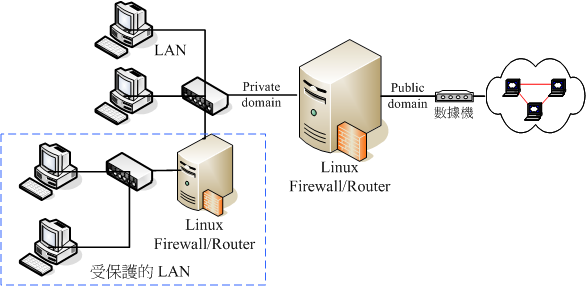 LAN
Private
domain
Public
domain
數據機
Linux
Firewall/Router
Linux
Firewall/Router
受保護的 LAN